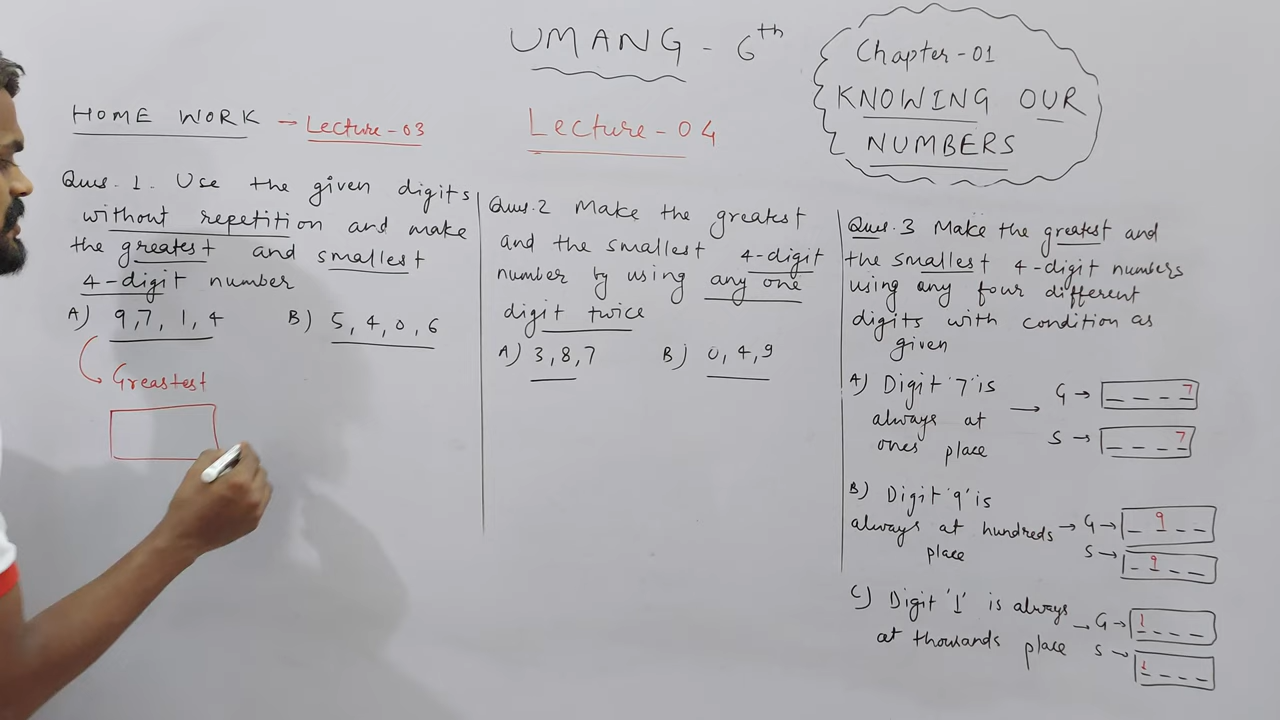 UMANG - 6th
Chapter-01
KNOWING OUR
NUMBERS
HOME WORK → Lecture-03
Lecture-04
Ques. 1. Use the given digits
without repetition and make
the greatest and smallest
4-digit number
A) 9,7, 1, 4
B) 5, 4, 0, 6
Greastest
Ques.2 Make the greatest
and the smallest 4-digit
number by using any one
digit twice
A) 3, 8, 7
B) 0, 4, 9
Ques.3 Make the greatest and
the smallest 4-digit numbers
using any four different
digits with condition as
given
A) Digit '7' is
always at
ones place
→ G → _ _ _ 7
S → _ _ _ 7
B) Digit '9' is
always at hundreds
place
→ G → _ 9 _ _
S → _ 9 _ _
C) Digit '1' is always
at thousands place
→ G → 1 _ _ _
S → 1 _ _ _